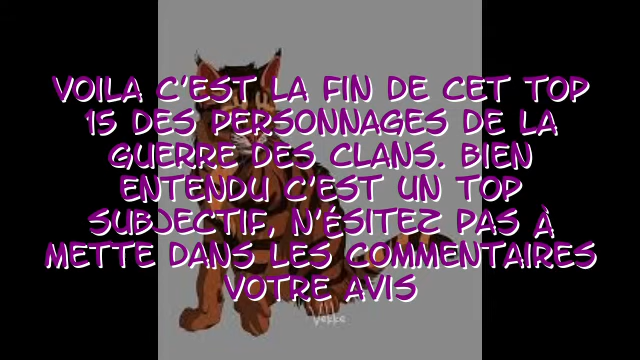 VOILA C'EST LA FIN DE CET TOP
15 DES PERSONNAGES DE LA
GUERRE DES CLANS. BIEN
ENTENDU C'EST UN TOP
SUBJECTIF, N'ÉSITEZ PAS À
METTE DANS LES COMMENTAIRES
VOTRE AVIS